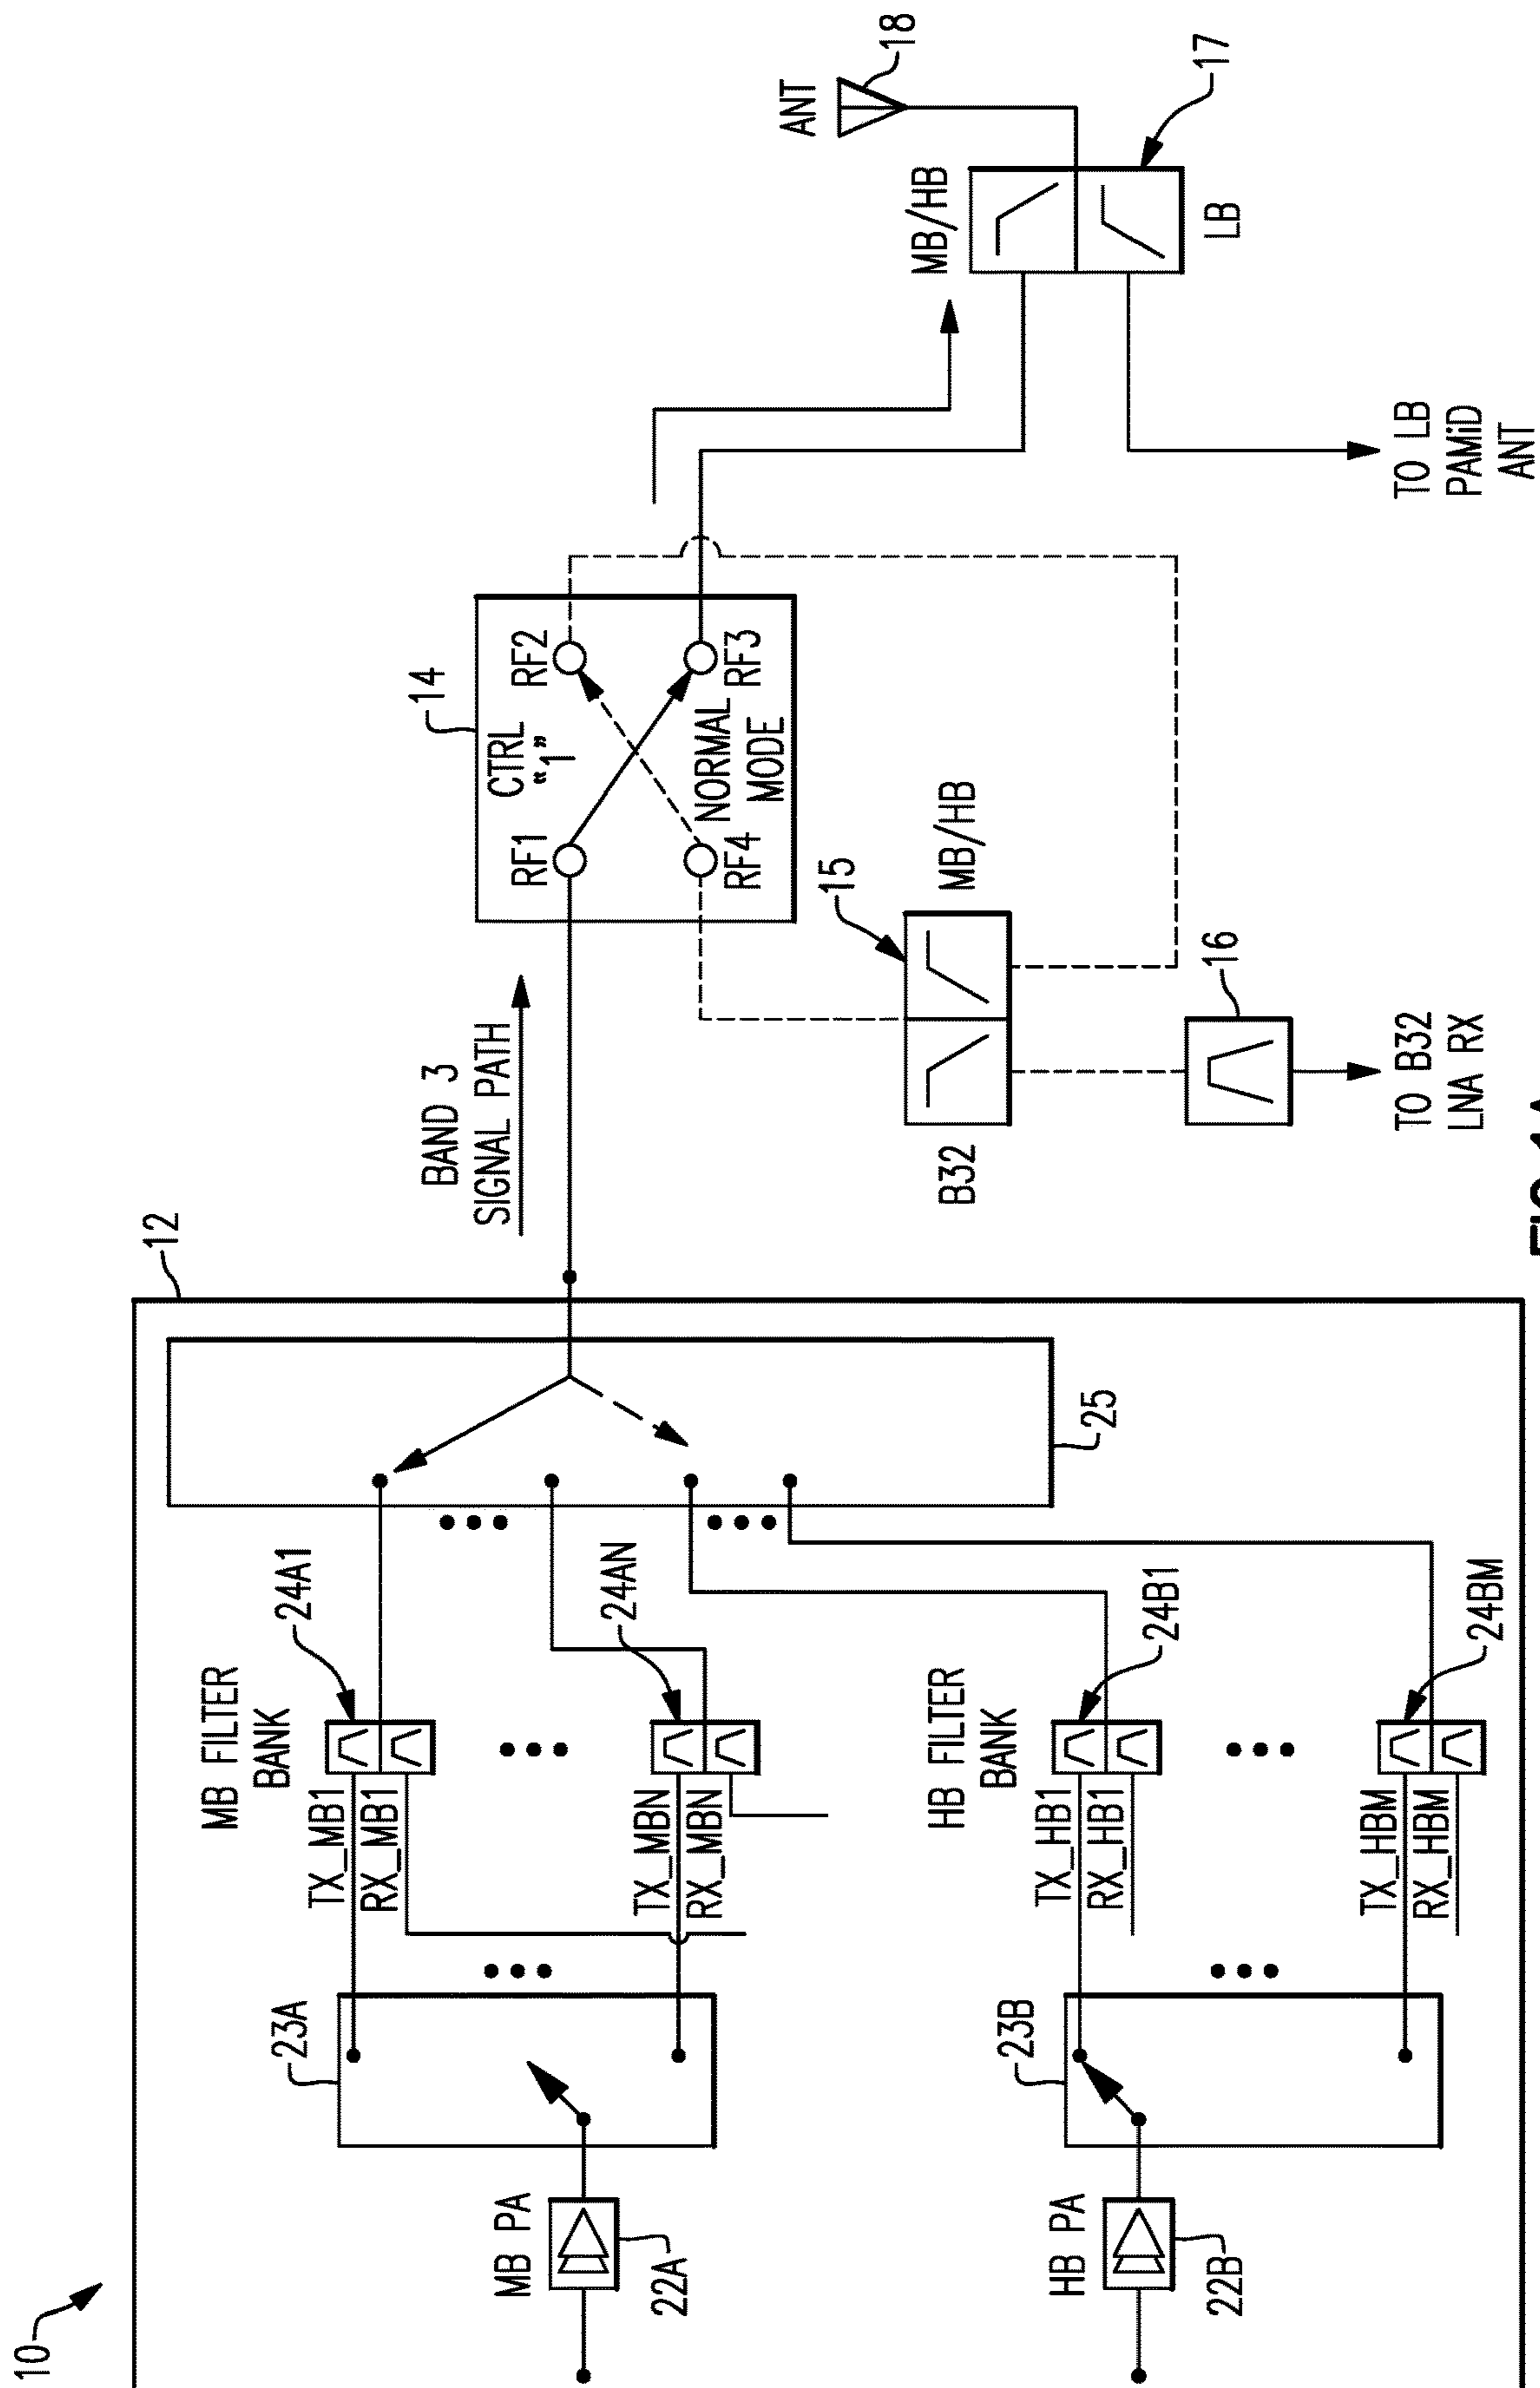 10
12
MB PA
22A
23A
MB FILTER
BANK
TX_MB1
RX_MB1
24A1
TX_MBN
RX_MBN
24AN
HB PA
22B
23B
HB FILTER
BANK
TX_HB1
RX_HB1
24B1
TX_HBM
RX_HBM
24BM
25
BAND 3
SIGNAL PATH
14
CTRL
“1”
RF1
RF2
RF4
RF3
NORMAL
MODE
15
B32
MB/HB
16
TO B32
LNA RX
MB/HB
LB
17
ANT
18
TO LB
PAMiD
ANT